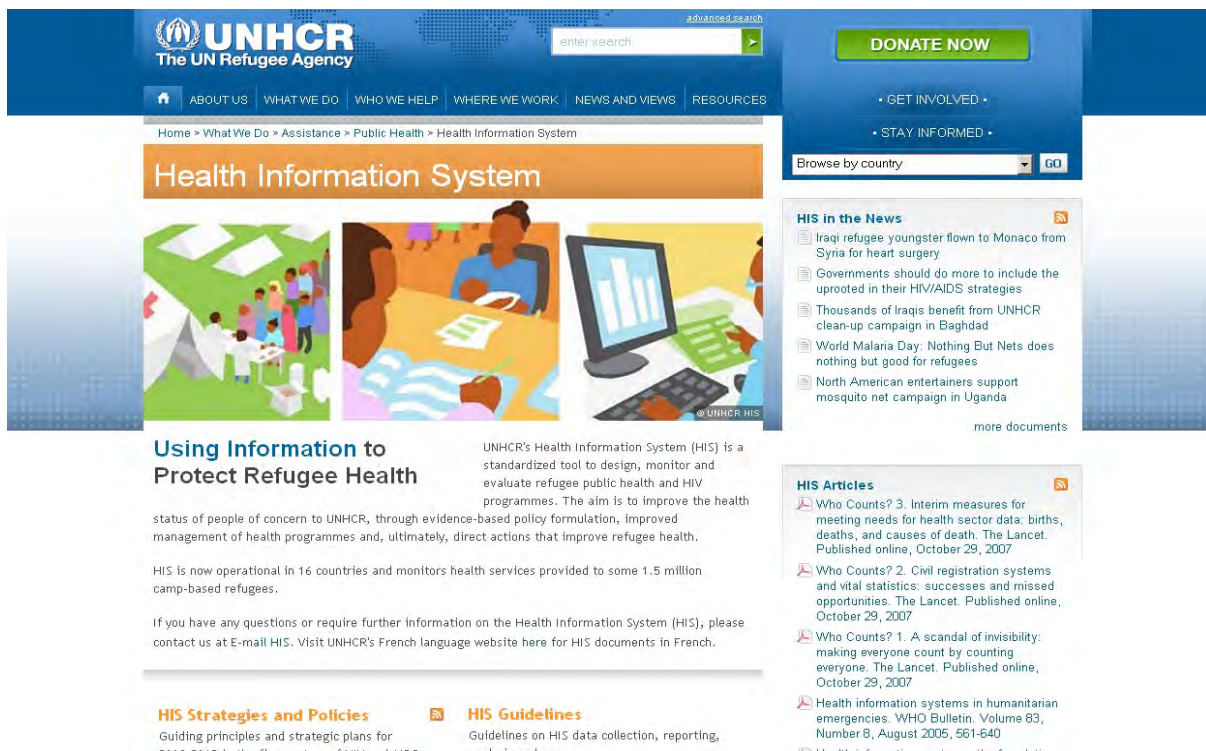 UNHCR
The UN Refugee Agency
advanced search
enter search
ABOUT US WHAT WE DO WHO WE HELP WHERE WE WORK NEWS AND VIEWS RESOURCES
DONATE NOW
• GET INVOLVED •
• STAY INFORMED •
Browse by country GO
Home » What We Do » Assistance » Public Health » Health Information System
Health Information System
© UNHCR HIS
Using Information to
Protect Refugee Health
UNHCR's Health Information System (HIS) is a
standardized tool to design, monitor and
evaluate refugee public health and HIV
programmes. The aim is to improve the health
status of people of concern to UNHCR, through evidence-based policy formulation, improved
management of health programmes and, ultimately, direct actions that improve refugee health.
HIS is now operational in 16 countries and monitors health services provided to some 1.5 million
camp-based refugees.
If you have any questions or require further information on the Health Information System (HIS), please
contact us at E-mail HIS. Visit UNHCR's French language website here for HIS documents in French.
HIS Strategies and Policies
Guiding principles and strategic plans for
HIS Guidelines
Guidelines on HIS data collection, reporting,
HIS in the News
Iraqi refugee youngster flown to Monaco from
Syria for heart surgery
Governments should do more to include the
uprooted in their HIV/AIDS strategies
Thousands of Iraqis benefit from UNHCR
clean-up campaign in Baghdad
World Malaria Day: Nothing But Nets does
nothing but good for refugees
North American entertainers support
mosquito net campaign in Uganda
more documents
HIS Articles
Who Counts? 3. Interim measures for
meeting needs for health sector data: births,
deaths, and causes of death. The Lancet.
Published online, October 29, 2007
Who Counts? 2. Civil registration systems
and vital statistics: successes and missed
opportunities. The Lancet. Published online,
October 29, 2007
Who Counts? 1. A scandal of invisibility:
making everyone count by counting
everyone. The Lancet. Published online,
October 29, 2007
Health information systems in humanitarian
emergencies. WHO Bulletin. Volume 83,
Number 8, August 2005, 561-640